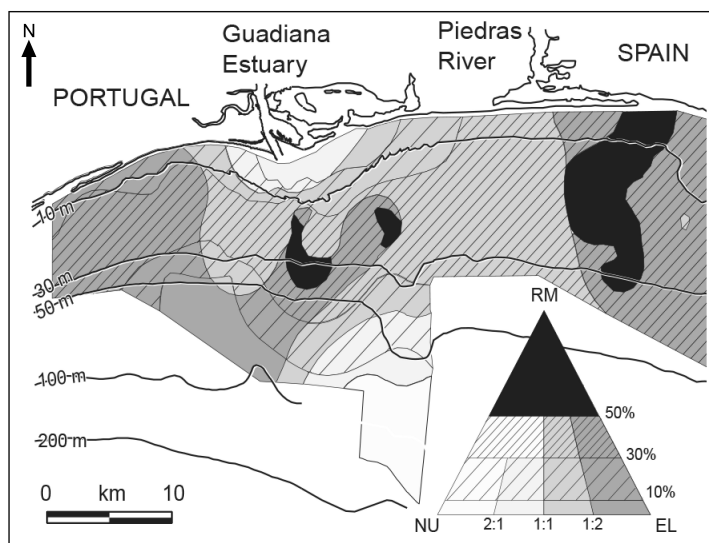 N
Guadiana
Estuary
Piedras
River
SPAIN
PORTUGAL
10 m
30 m
50 m
100 m
200 m
0 km 10
RM
50%
30%
10%
NU 2:1 1:1 1:2 EL